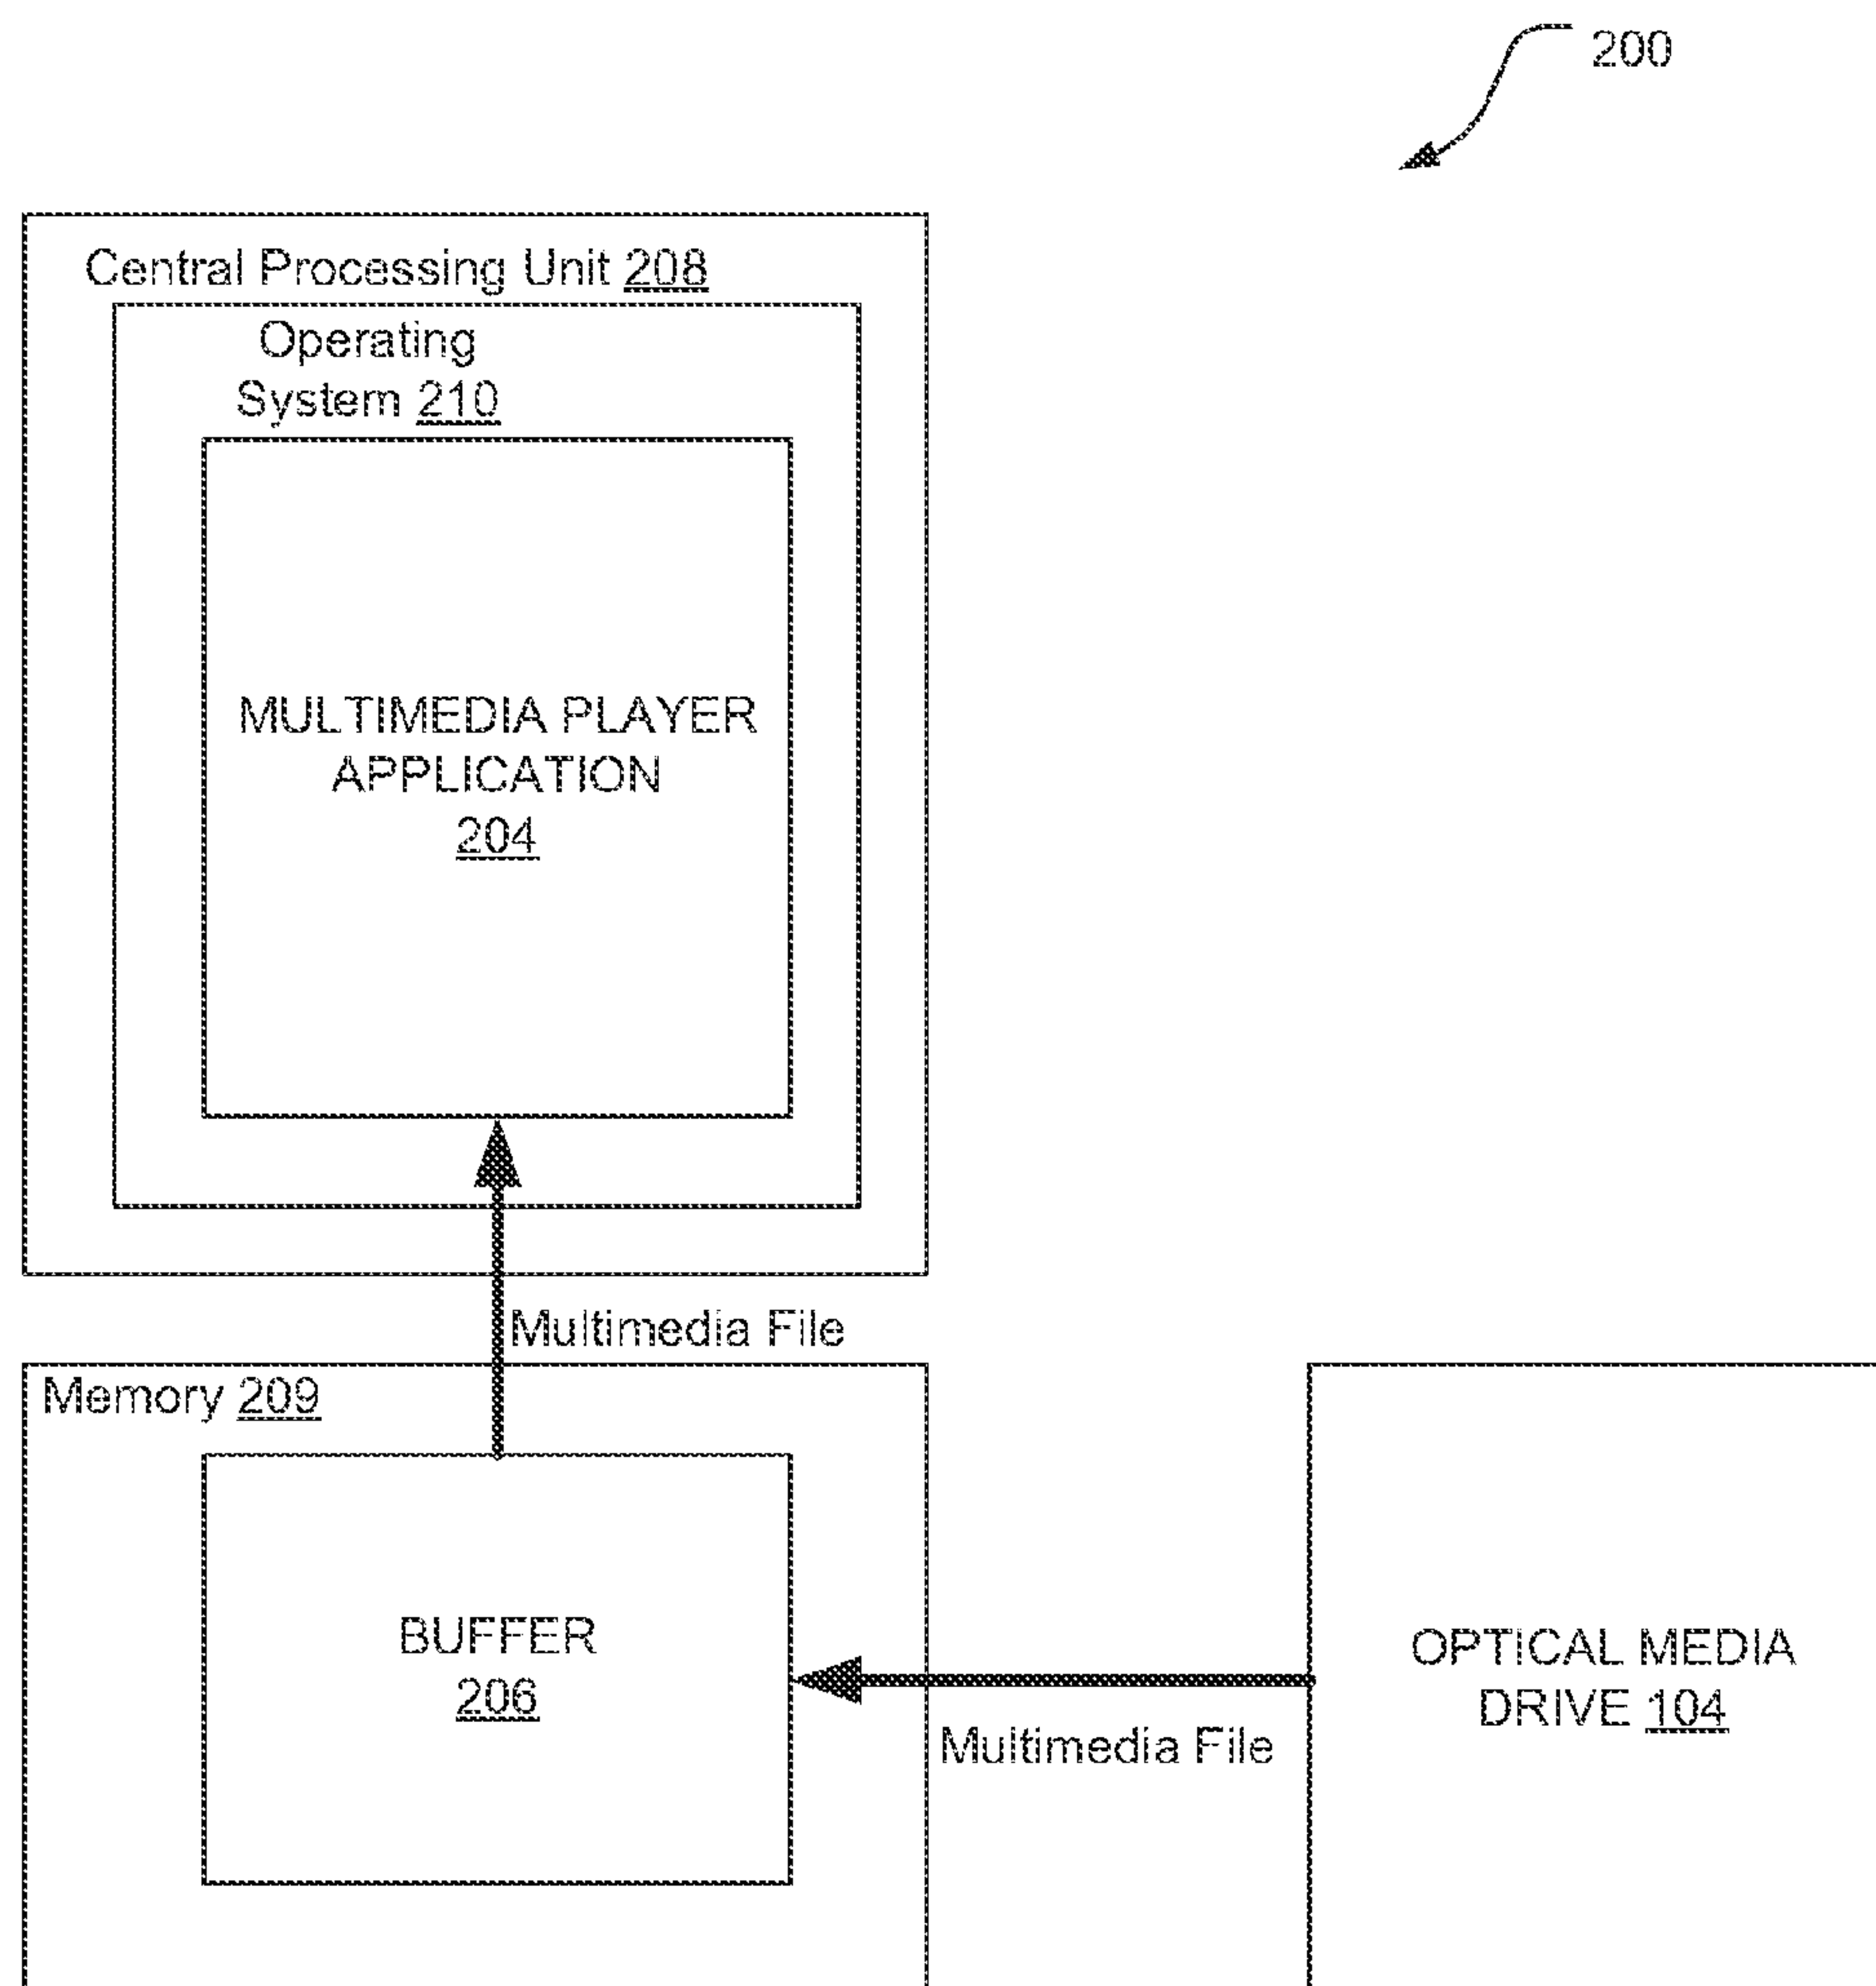 200
Central Processing Unit 208
Operating
System 210
MULTIMEDIA PLAYER
APPLICATION
204
Multimedia File
Memory 209
BUFFER
206
OPTICAL MEDIA
DRIVE 104
Multimedia File